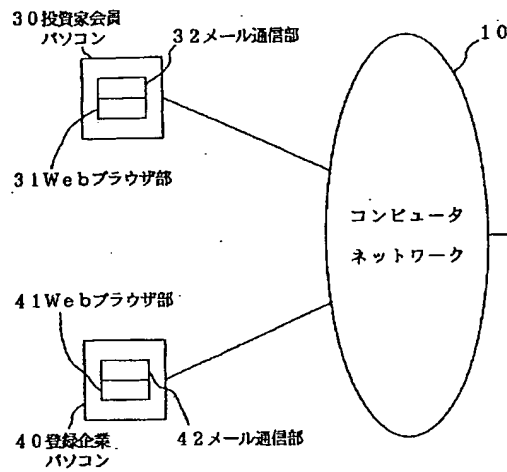 30投資家会員
パソコン
32メール通信部
10
31Webブラウザ部
コンピュータ
ネットワーク
41Webブラウザ部
40登録企業
パソコン
42メール通信部